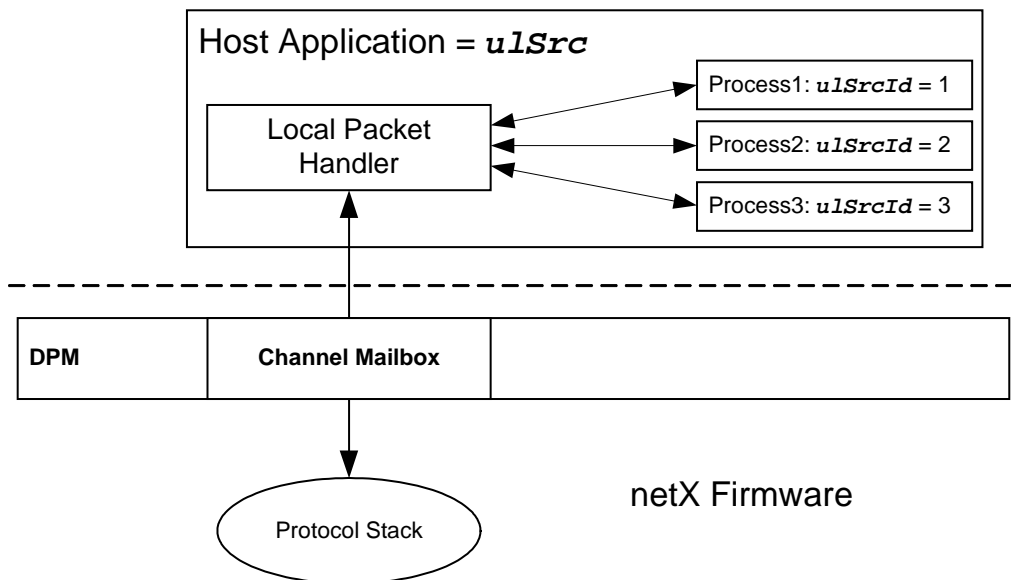 Host Application = ulSrc
Process1: ulSrcId = 1
Local Packet
Handler
Process2: ulSrcId = 2
Process3: ulSrcId = 3
DPM
Channel Mailbox
netX Firmware
Protocol Stack